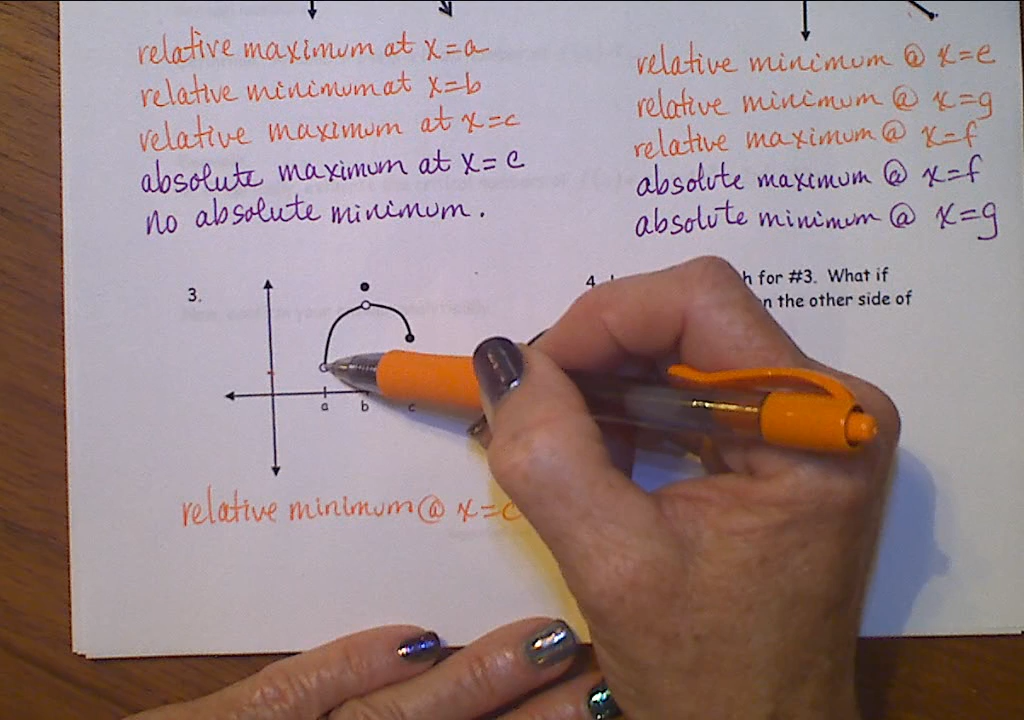 relative maximum at x=a
relative minimum at x=b
relative maximum at x=c
absolute maximum at x=c
no absolute minimum.
relative minimum @ x=e
relative minimum @ x=g
relative maximum @ x=f
absolute maximum @ x=f
absolute minimum @ x=g
3.
a b c
relative minimum @ x=c
4. for #3. What if
the other side of